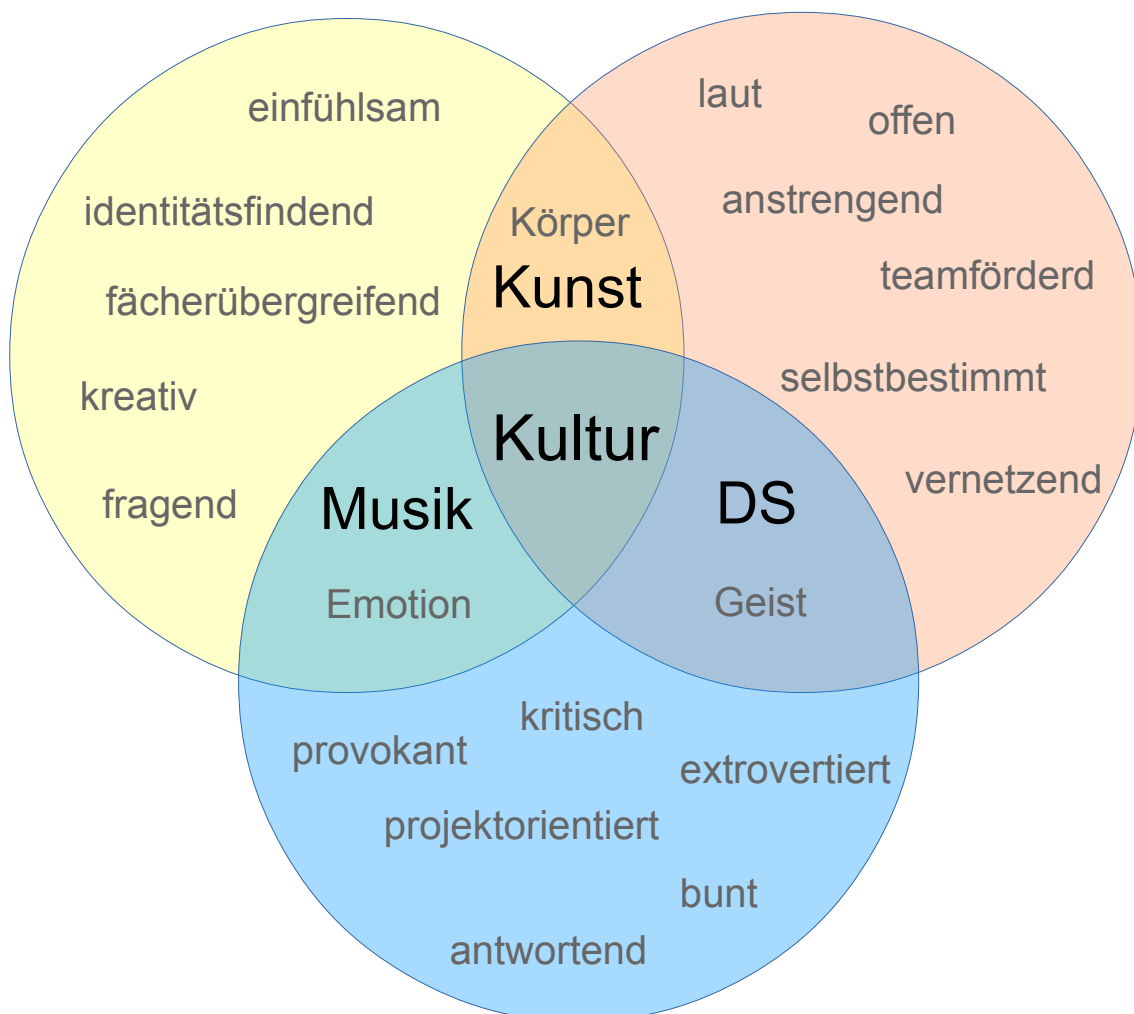 einfühlsam
laut
offen
identitätsfindend
Körper
anstrengend
Kunst
teamförderd
fächerübergreifend
kreativ
selbstbestimmt
Kultur
fragend
Musik
DS
vernetzend
Emotion
Geist
kritisch
provokant
extrovertiert
projektorientiert
bunt
antwortend